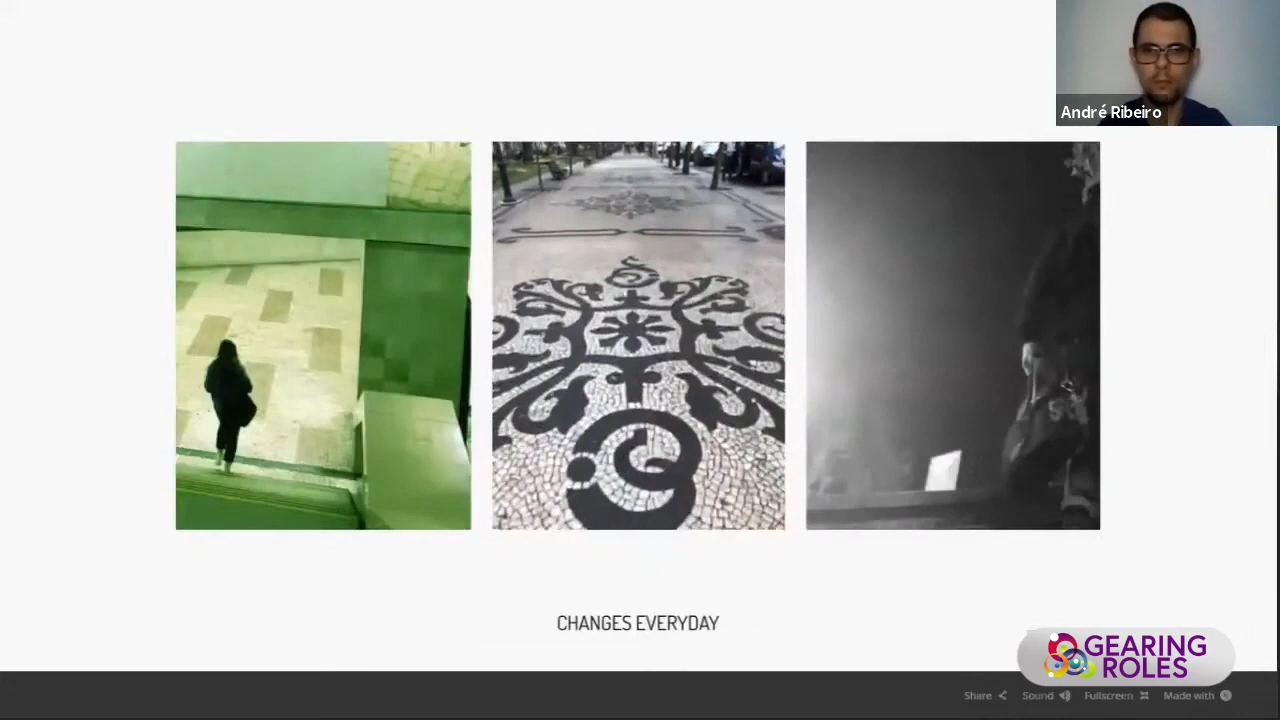 André Ribeiro
CHANGES EVERYDAY
GEARING
ROLES
Share
Sound
Fullscreen
Made with